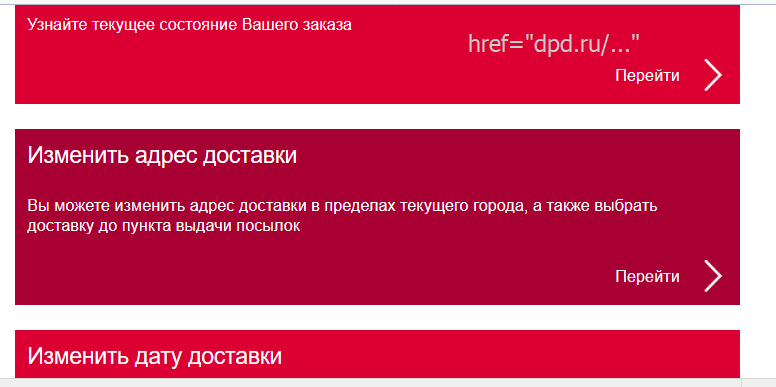 Узнайте текущее состояние Вашего заказа
href="dpd.ru/..."
Перейти
Изменить адрес доставки
Вы можете изменить адрес доставки в пределах текущего города, а также выбрать
доставку до пункта выдачи посылок
Перейти
Изменить дату доставки